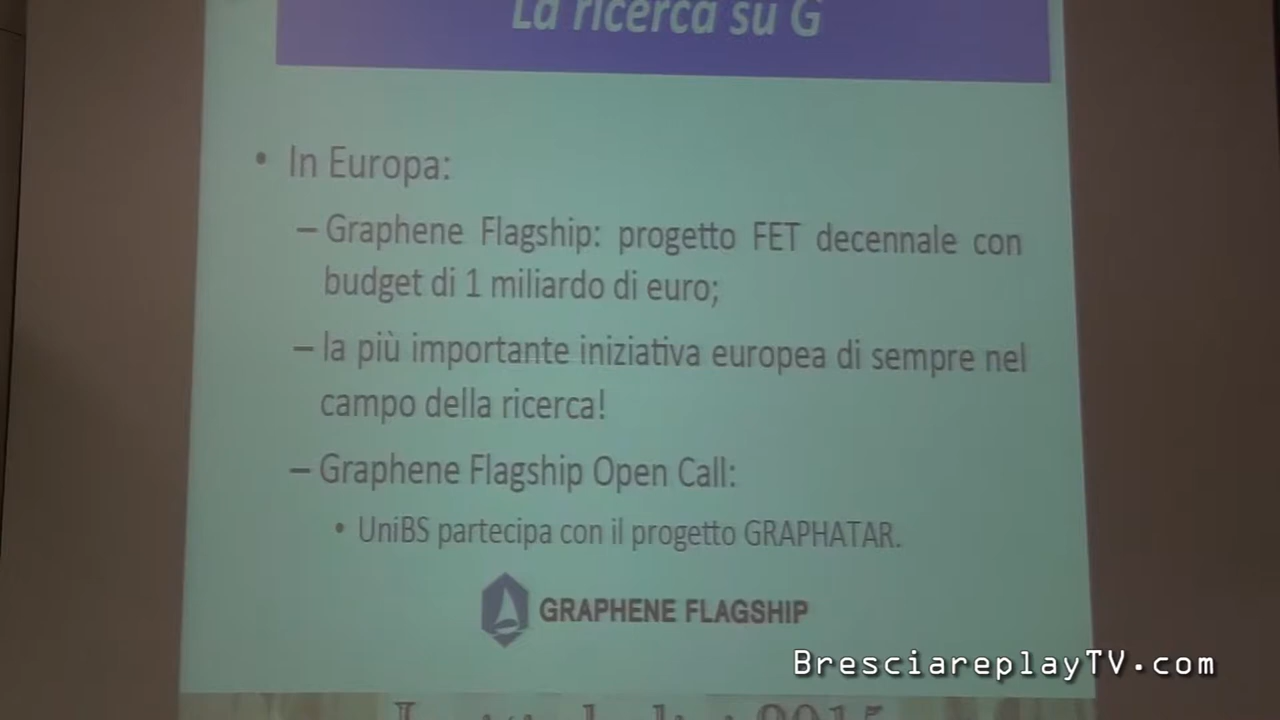 La ricerca su G
• In Europa:
– Graphene Flagship: progetto FET decennale con
budget di 1 miliardo di euro;
– la più importante iniziativa europea di sempre nel
campo della ricerca!
– Graphene Flagship Open Call:
• UniBS partecipa con il progetto GRAPHATAR.
GRAPHENE FLAGSHIP
BresciareplayTV.com
2015